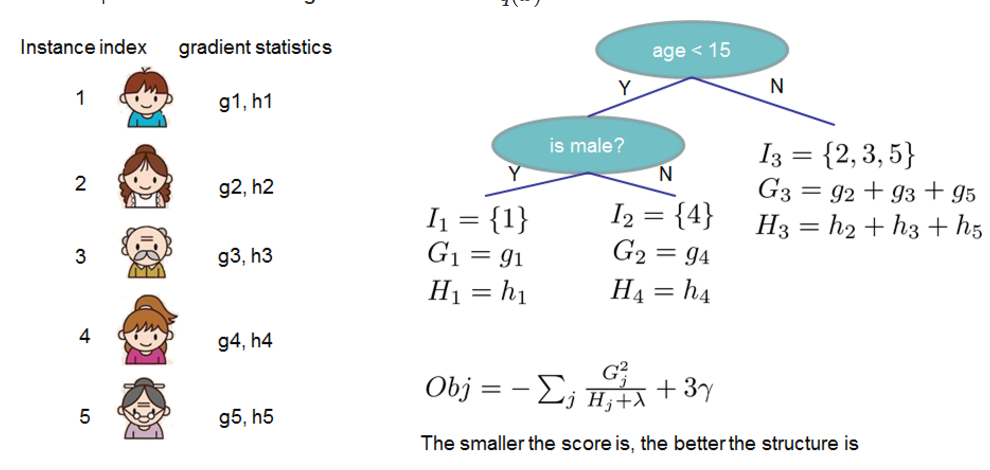 q(x)
Instance index gradient statistics
1 g1, h1
2 g2, h2
3 g3, h3
4 g4, h4
5 g5, h5
age < 15
Y N
is male?
Y N
I₁ = {1}
G₁ = g₁
H₁ = h₁
I₂ = {4}
G₂ = g₄
H₄ = h₄
I₃ = {2, 3, 5}
G₃ = g₂ + g₃ + g₅
H₃ = h₂ + h₃ + h₅
Obj = − ∑ⱼ Gⱼ² / (Hⱼ+λ) + 3γ
The smaller the score is, the better the structure is